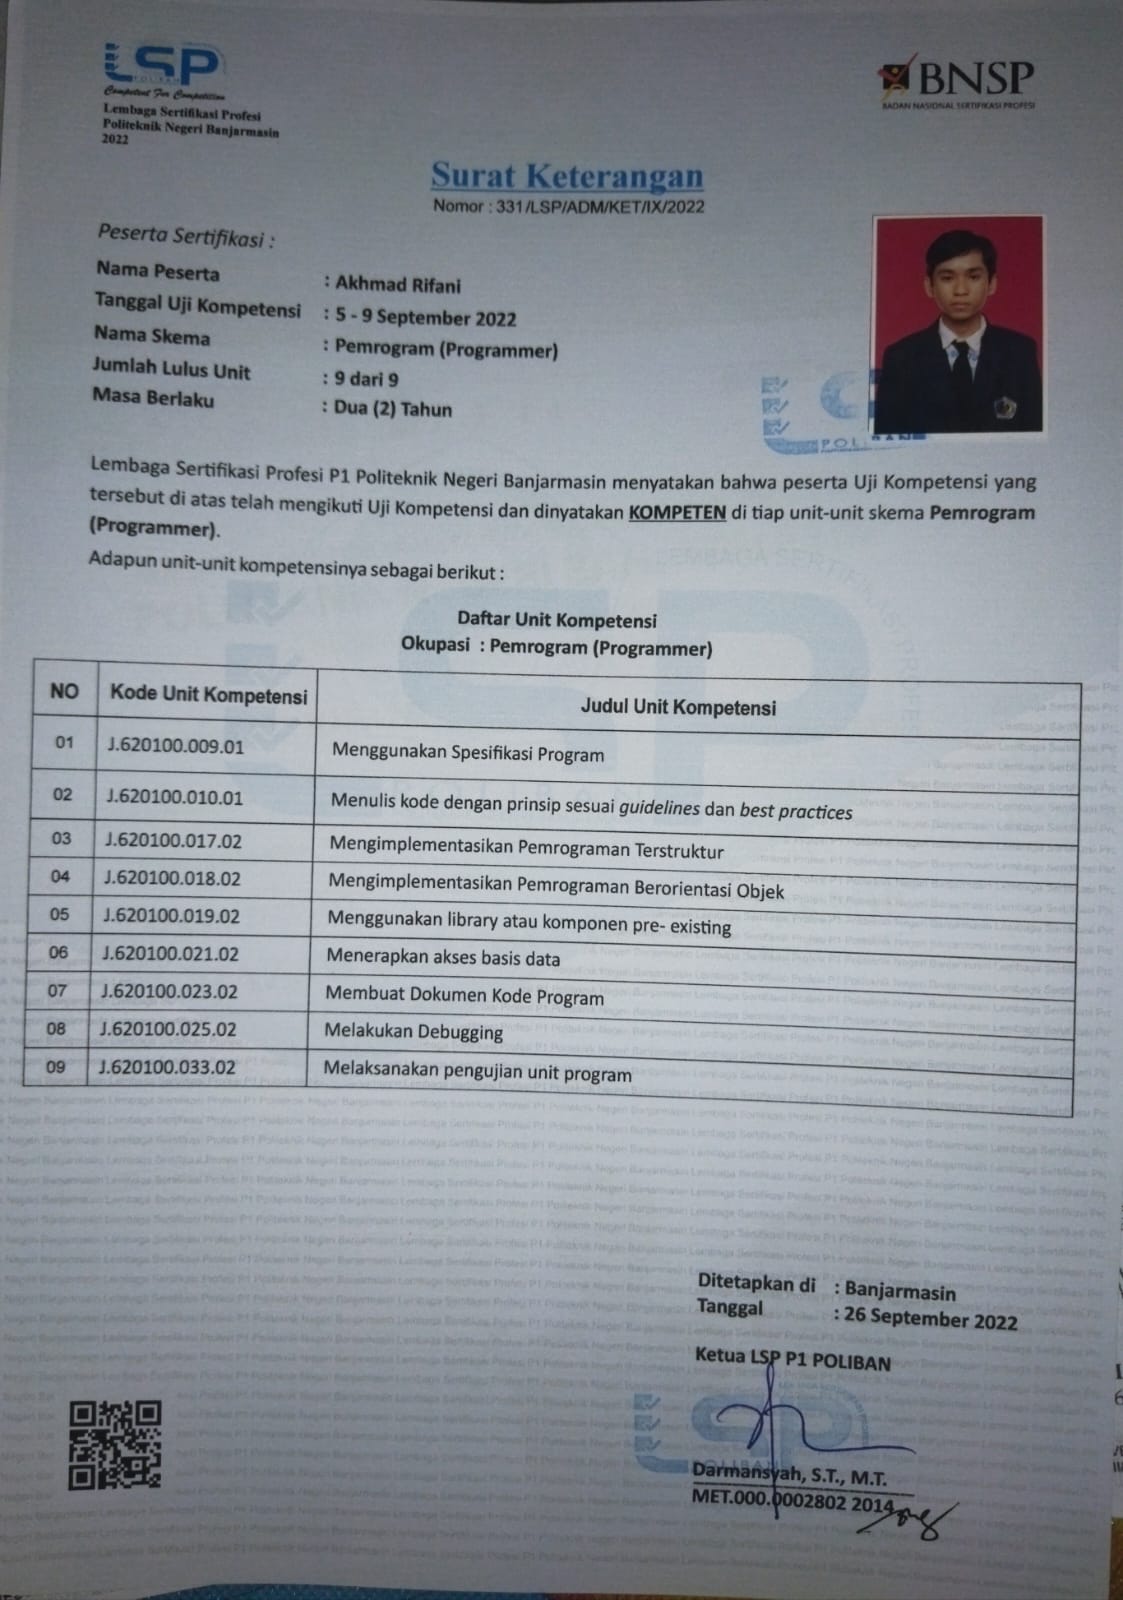 LSP
POLIBAN
Competent For Competition
Lembaga Sertifikasi Profesi
Politeknik Negeri Banjarmasin
2022
BNSP
BADAN NASIONAL SERTIFIKASI PROFESI
Surat Keterangan
Nomor : 331/LSP/ADM/KET/IX/2022
Peserta Sertifikasi :
Nama Peserta : Akhmad Rifani
Tanggal Uji Kompetensi : 5 - 9 September 2022
Nama Skema : Pemrogram (Programmer)
Jumlah Lulus Unit : 9 dari 9
Masa Berlaku : Dua (2) Tahun
Lembaga Sertifikasi Profesi P1 Politeknik Negeri Banjarmasin menyatakan bahwa peserta Uji Kompetensi yang
tersebut di atas telah mengikuti Uji Kompetensi dan dinyatakan KOMPETEN di tiap unit-unit skema Pemrogram
(Programmer).
Adapun unit-unit kompetensinya sebagai berikut :
Daftar Unit Kompetensi
Okupasi : Pemrogram (Programmer)
NO Kode Unit Kompetensi Judul Unit Kompetensi
01 J.620100.009.01 Menggunakan Spesifikasi Program
02 J.620100.010.01 Menulis kode dengan prinsip sesuai guidelines dan best practices
03 J.620100.017.02 Mengimplementasikan Pemrograman Terstruktur
04 J.620100.018.02 Mengimplementasikan Pemrograman Berorientasi Objek
05 J.620100.019.02 Menggunakan library atau komponen pre- existing
06 J.620100.021.02 Menerapkan akses basis data
07 J.620100.023.02 Membuat Dokumen Kode Program
08 J.620100.025.02 Melakukan Debugging
09 J.620100.033.02 Melaksanakan pengujian unit program
Ditetapkan di : Banjarmasin
Tanggal : 26 September 2022
Ketua LSP P1 POLIBAN
Darmansyah, S.T., M.T.
MET.000.0002802 2014